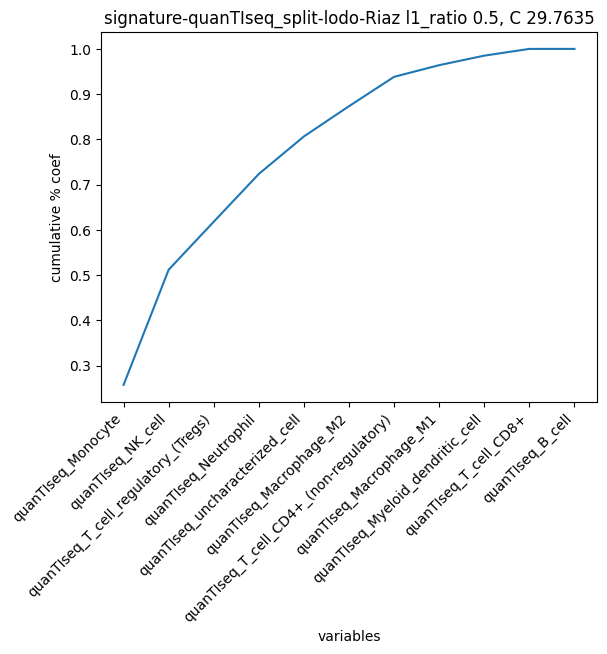 signature-quanTIseq_split-lodo-Riaz l1_ratio 0.5, C 29.7635
1.0
0.9
0.8
0.7
0.6
0.5
0.4
0.3
cumulative % coef
quanTIseq_Monocyte
quanTIseq_NK_cell
quanTIseq_T_cell_regulatory_(Tregs)
quanTIseq_Neutrophil
quanTIseq_uncharacterized_cell
quanTIseq_Macrophage_M2
quanTIseq_T_cell_CD4+_(non-regulatory)
quanTIseq_Macrophage_M1
quanTIseq_Myeloid_dendritic_cell
quanTIseq_T_cell_CD8+
quanTIseq_B_cell
variables